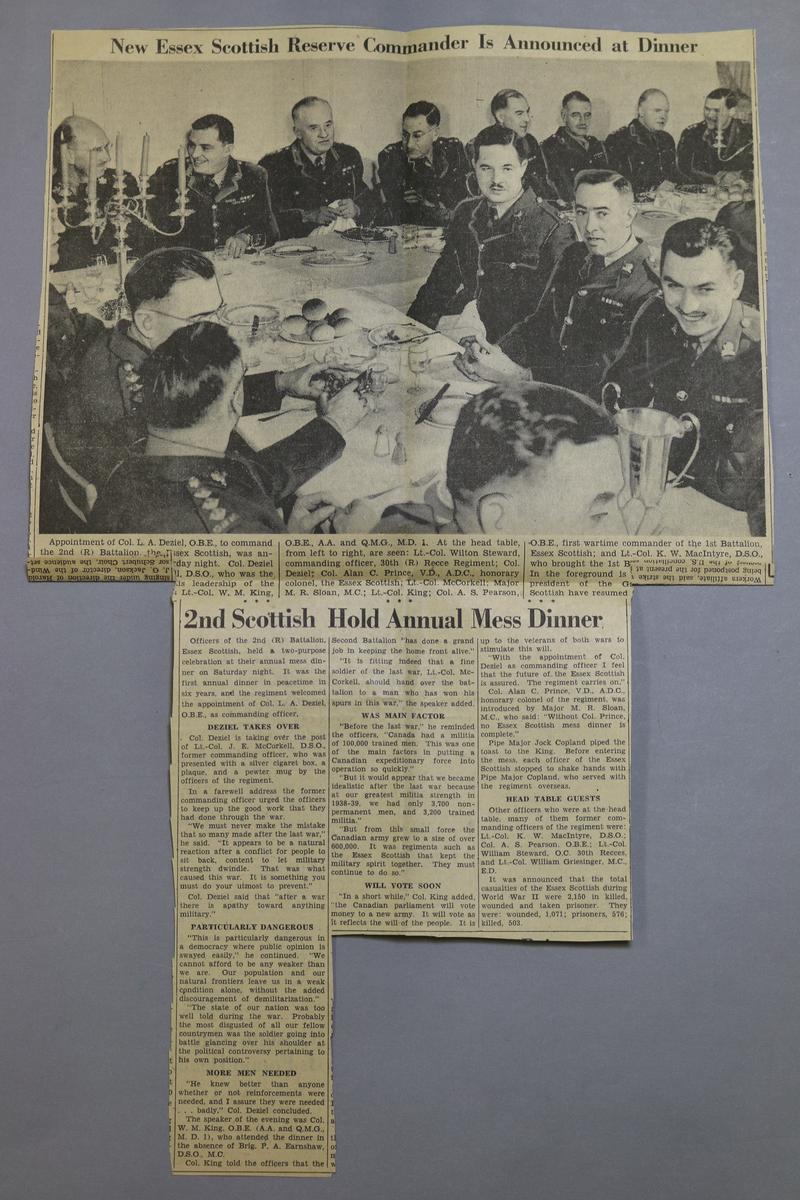 New Essex Scottish Reserve Commander Is Announced at Dinner
Appointment of Col. L. A. Deziel, O.B.E., to command
the 2nd (R) Battalion, the
sex Scottish, was an-
day night. Col. Deziel
D.S.O., who was the
is leadership of the
Lt.-Col. W. M. King,
O.B.E., A.A. and Q.M.G., M.D. 1. At the head table,
from left to right, are seen: Lt.-Col. Wilton Steward,
commanding officer, 30th (R) Recce Regiment; Col.
Deziel; Col. Alan C. Prince, V.D., A.D.C., honorary
colonel, the Essex Scottish; Lt.-Col. McCorkell; Major
M. R. Sloan, M.C.; Lt.-Col. King; Col. A. S. Pearson,
O.B.E., first wartime commander of the 1st Battalion,
Essex Scottish; and Lt.-Col. K. W. MacIntyre, D.S.O.,
who brought the 1st B
In the foreground is
president of the
Scottish have resumed
sor Schubert Choir, the audience set-
J. O. Jackson, director of the Wind-
singing under the direction of Harold
being postponed for the present at
Workers affiliate, said the strike
2nd Scottish Hold Annual Mess Dinner
Officers of the 2nd (R) Battalion,
Essex Scottish, held a two-purpose
celebration at their annual mess din-
ner on Saturday night. It was the
first annual dinner in peacetime in
six years, and the regiment welcomed
the appointment of Col. L. A. Deziel,
O.B.E., as commanding officer.
DEZIEL TAKES OVER
Col. Deziel is taking over the post
of Lt.-Col. J. E. McCorkell, D.S.O.,
former commanding officer, who was
presented with a silver cigaret box, a
plaque, and a pewter mug by the
officers of the regiment.
In a farewell address the former
commanding officer urged the officers
to keep up the good work that they
had done through the war.
"We must never make the mistake
that so many made after the last war,"
he said. "It appears to be a natural
reaction after a conflict for people to
sit back, content to let military
strength dwindle. That was what
caused this war. It is something you
must do your utmost to prevent."
Col. Deziel said that "after a war
there is apathy toward anything
military."
PARTICULARLY DANGEROUS
"This is particularly dangerous in
a democracy where public opinion is
swayed easily," he continued. "We
cannot afford to be any weaker than
we are. Our population and our
natural frontiers leave us in a weak
condition alone, without the added
discouragement of demilitarization."
"The state of our nation was too
well told during the war. Probably
the most disgusted of all our fellow
countrymen was the soldier going into
battle glancing over his shoulder at
the political controversy pertaining to
his own position."
MORE MEN NEEDED
"He knew better than anyone
whether or not reinforcements were
needed, and I assure they were needed
. . . badly," Col. Deziel concluded.
The speaker of the evening was Col.
W. M. King, O.B.E. (A.A. and Q.M.G.,
M. D. 1), who attended the dinner in
the absence of Brig. P. A. Earnshaw,
D.S.O., M.C.
Col. King told the officers that the
Second Battalion "has done a grand
job in keeping the home front alive."
"It is fitting indeed that a fine
soldier of the last war, Lt.-Col. Mc-
Corkell, should hand over the bat-
talion to a man who has won his
spurs in this war," the speaker added.
WAS MAIN FACTOR
"Before the last war," he reminded
the officers, "Canada had a militia
of 100,000 trained men. This was one
of the main factors in putting a
Canadian expeditionary force into
operation so quickly."
"But it would appear that we became
idealistic after the last war because
at our greatest militia strength in
1938-39, we had only 3,700 non-
permanent men, and 3,200 trained
militia."
"But from this small force the
Canadian army grew to a size of over
600,000. It was regiments such as
the Essex Scottish that kept the
military spirit together. They must
continue to do so."
WILL VOTE SOON
"In a short while," Col. King added,
"the Canadian parliament will vote
money to a new army. It will vote as
it reflects the will of the people. It is
up to the veterans of both wars to
stimulate this will.
"With the appointment of Col.
Deziel as commanding officer I feel
that the future of the Essex Scottish
is assured. The regiment carries on."
Col. Alan C. Prince, V.D., A.D.C.,
honorary colonel of the regiment, was
introduced by Major M. R. Sloan,
M.C., who said: "Without Col. Prince,
no Essex Scottish mess dinner is
complete."
Pipe Major Jock Copland piped the
toast to the King. Before entering
the mess, each officer of the Essex
Scottish stopped to shake hands with
Pipe Major Copland, who served with
the regiment overseas.
HEAD TABLE GUESTS
Other officers who were at the head
table, many of them former com-
manding officers of the regiment were:
Lt.-Col. K. W. MacIntyre, D.S.O.;
Col. A. S. Pearson, O.B.E.; Lt.-Col.
William Steward, O.C. 30th Recces,
and Lt.-Col. William Griesinger, M.C.,
E.D.
It was announced that the total
casualties of the Essex Scottish during
World War II were 2,150 in killed,
wounded and taken prisoner. They
were: wounded, 1,071; prisoners, 576;
killed, 503.